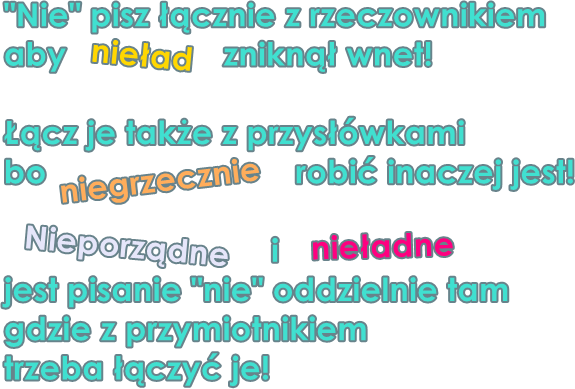 "Nie" pisz łącznie z rzeczownikiem
aby nieład zniknął wnet!
Łącz je także z przysłówkami
bo niegrzecznie robić inaczej jest!
Nieporządne i nieładne
jest pisanie "nie" oddzielnie tam
gdzie z przymiotnikiem
trzeba łączyć je!